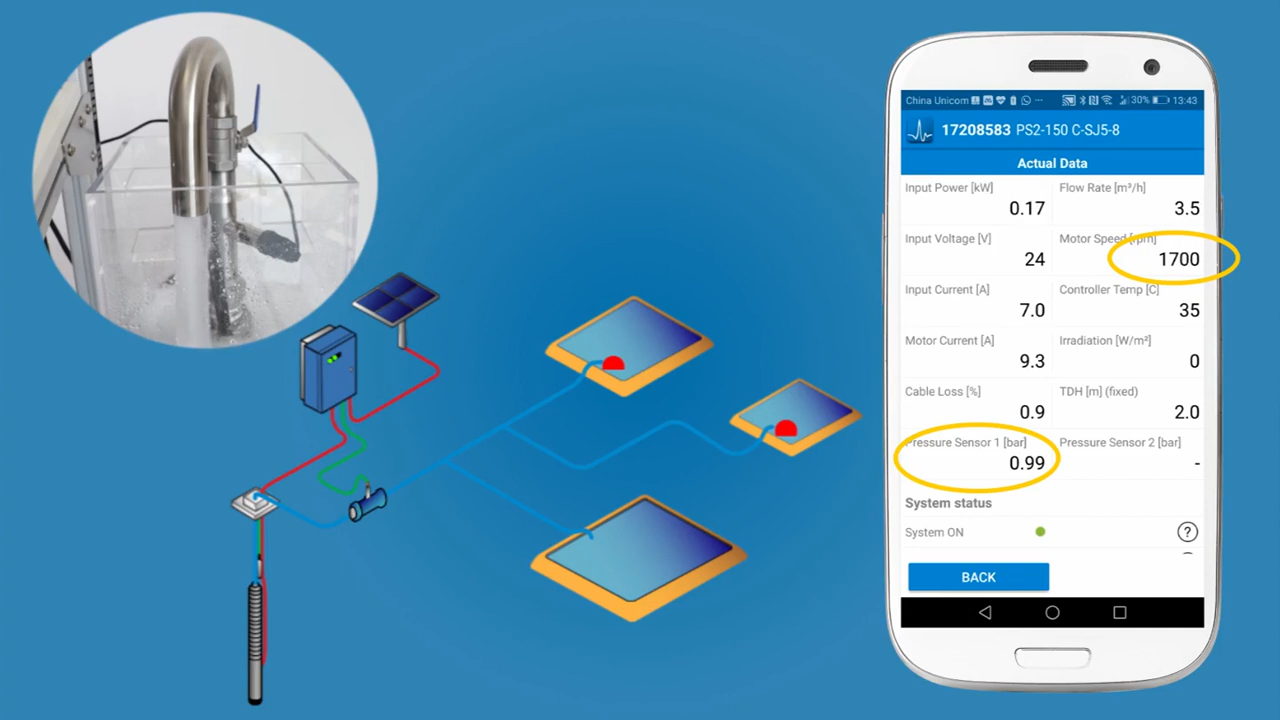 China Unicom 30% 13:43
17208583 PS2-150 C-SJ5-8
Actual Data
Input Power [kW] Flow Rate [m³/h]
0.17 3.5
Input Voltage [V] Motor Speed [rpm]
24 1700
Input Current [A] Controller Temp [C]
7.0 35
Motor Current [A] Irradiation [W/m²]
9.3 0
Cable Loss [%] TDH [m] (fixed)
0.9 2.0
Pressure Sensor 1 [bar] Pressure Sensor 2 [bar]
0.99 -
System status
System ON ?
BACK